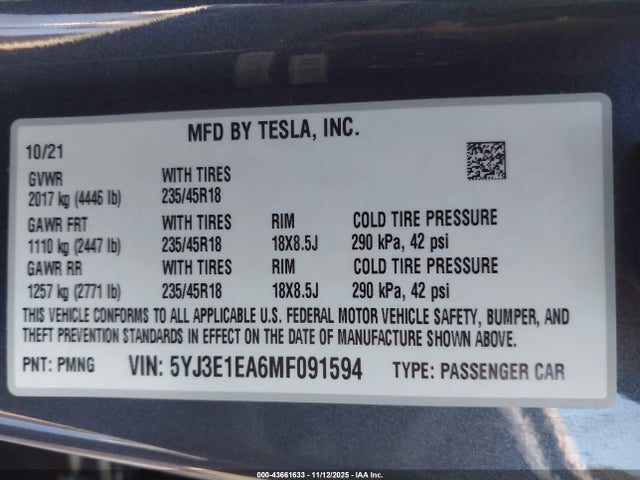 MFD BY TESLA, INC.
10/21
GVWR WITH TIRES
2017 kg (4446 lb) 235/45R18
GAWR FRT WITH TIRES RIM COLD TIRE PRESSURE
1110 kg (2447 lb) 235/45R18 18X8.5J 290 kPa, 42 psi
GAWR RR WITH TIRES RIM COLD TIRE PRESSURE
1257 kg (2771 lb) 235/45R18 18X8.5J 290 kPa, 42 psi
THIS VEHICLE CONFORMS TO ALL APPLICABLE U.S. FEDERAL MOTOR VEHICLE SAFETY, BUMPER, AND
THEFT PREVENTION STANDARDS IN EFFECT ON THE DATE OF MANUFACTURE SHOWN ABOVE.
PNT: PMNG VIN: 5YJ3E1EA6MF091594 TYPE: PASSENGER CAR
000-43661633 - 11/12/2025 - IAA Inc.